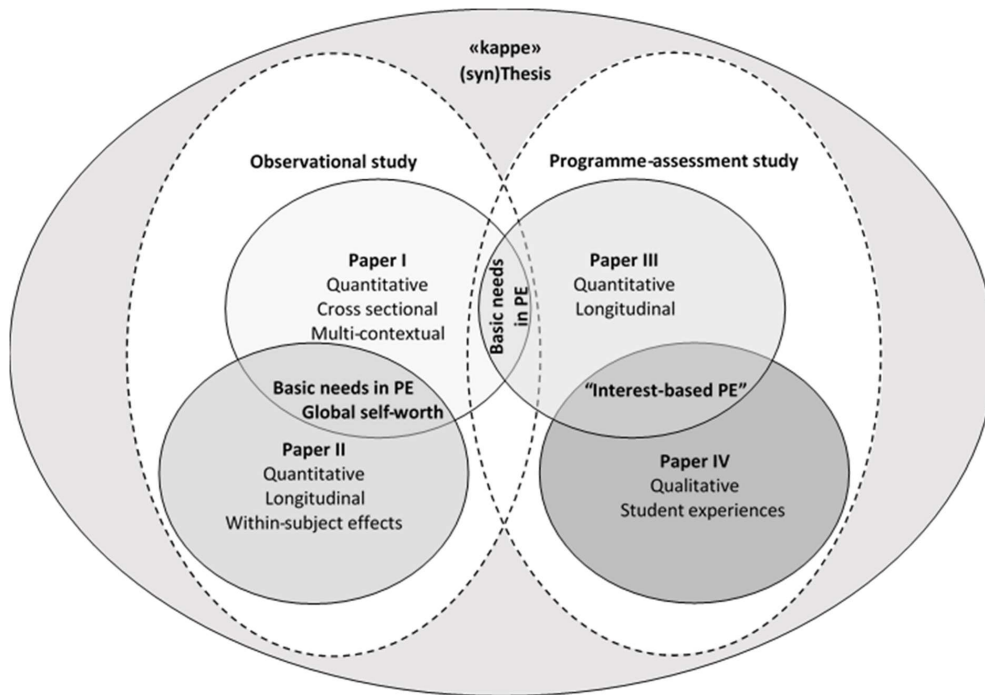 «kappe»
(syn)Thesis
Observational study
Programme-assessment study
Paper I
Quantitative
Cross sectional
Multi-contextual
Basic needs
in PE
Paper III
Quantitative
Longitudinal
Basic needs in PE
Global self-worth
“Interest-based PE”
Paper II
Quantitative
Longitudinal
Within-subject effects
Paper IV
Qualitative
Student experiences